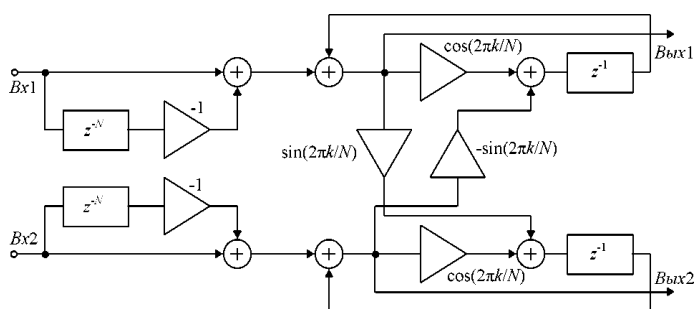 cos(2πk/N)
Вых1
z⁻¹
Вх1
-1
z⁻ᴺ
sin(2πk/N)
-sin(2πk/N)
-1
z⁻ᴺ
Вх2
z⁻¹
cos(2πk/N)
Вых2